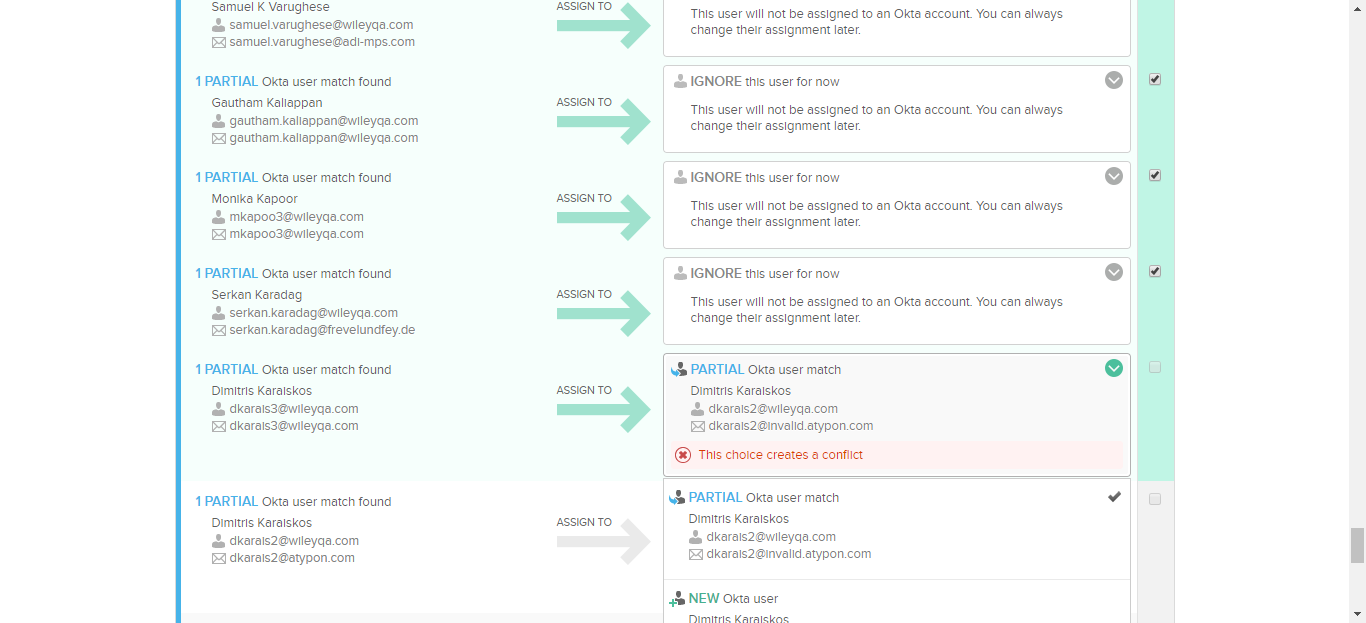 Samuel K Varughese
samuel.varughese@wileyqa.com
samuel.varughese@adi-mps.com
ASSIGN TO
This user will not be assigned to an Okta account. You can always
change their assignment later.
1 PARTIAL Okta user match found
Gautham Kaliappan
gautham.kaliappan@wileyqa.com
gautham.kaliappan@wileyqa.com
ASSIGN TO
IGNORE this user for now
This user will not be assigned to an Okta account. You can always
change their assignment later.
1 PARTIAL Okta user match found
Monika Kapoor
mkapoo3@wileyqa.com
mkapoo3@wileyqa.com
ASSIGN TO
IGNORE this user for now
This user will not be assigned to an Okta account. You can always
change their assignment later.
1 PARTIAL Okta user match found
Serkan Karadag
serkan.karadag@wileyqa.com
serkan.karadag@frevelundfey.de
ASSIGN TO
IGNORE this user for now
This user will not be assigned to an Okta account. You can always
change their assignment later.
1 PARTIAL Okta user match found
Dimitris Karaiskos
dkarais3@wileyqa.com
dkarais3@wileyqa.com
ASSIGN TO
PARTIAL Okta user match
Dimitris Karaiskos
dkarais2@wileyqa.com
dkarais2@invalid.atypon.com
This choice creates a conflict
1 PARTIAL Okta user match found
Dimitris Karaiskos
dkarais2@wileyqa.com
dkarais2@atypon.com
ASSIGN TO
PARTIAL Okta user match
Dimitris Karaiskos
dkarais2@wileyqa.com
dkarais2@invalid.atypon.com
NEW Okta user
Dimitris Karaiskos